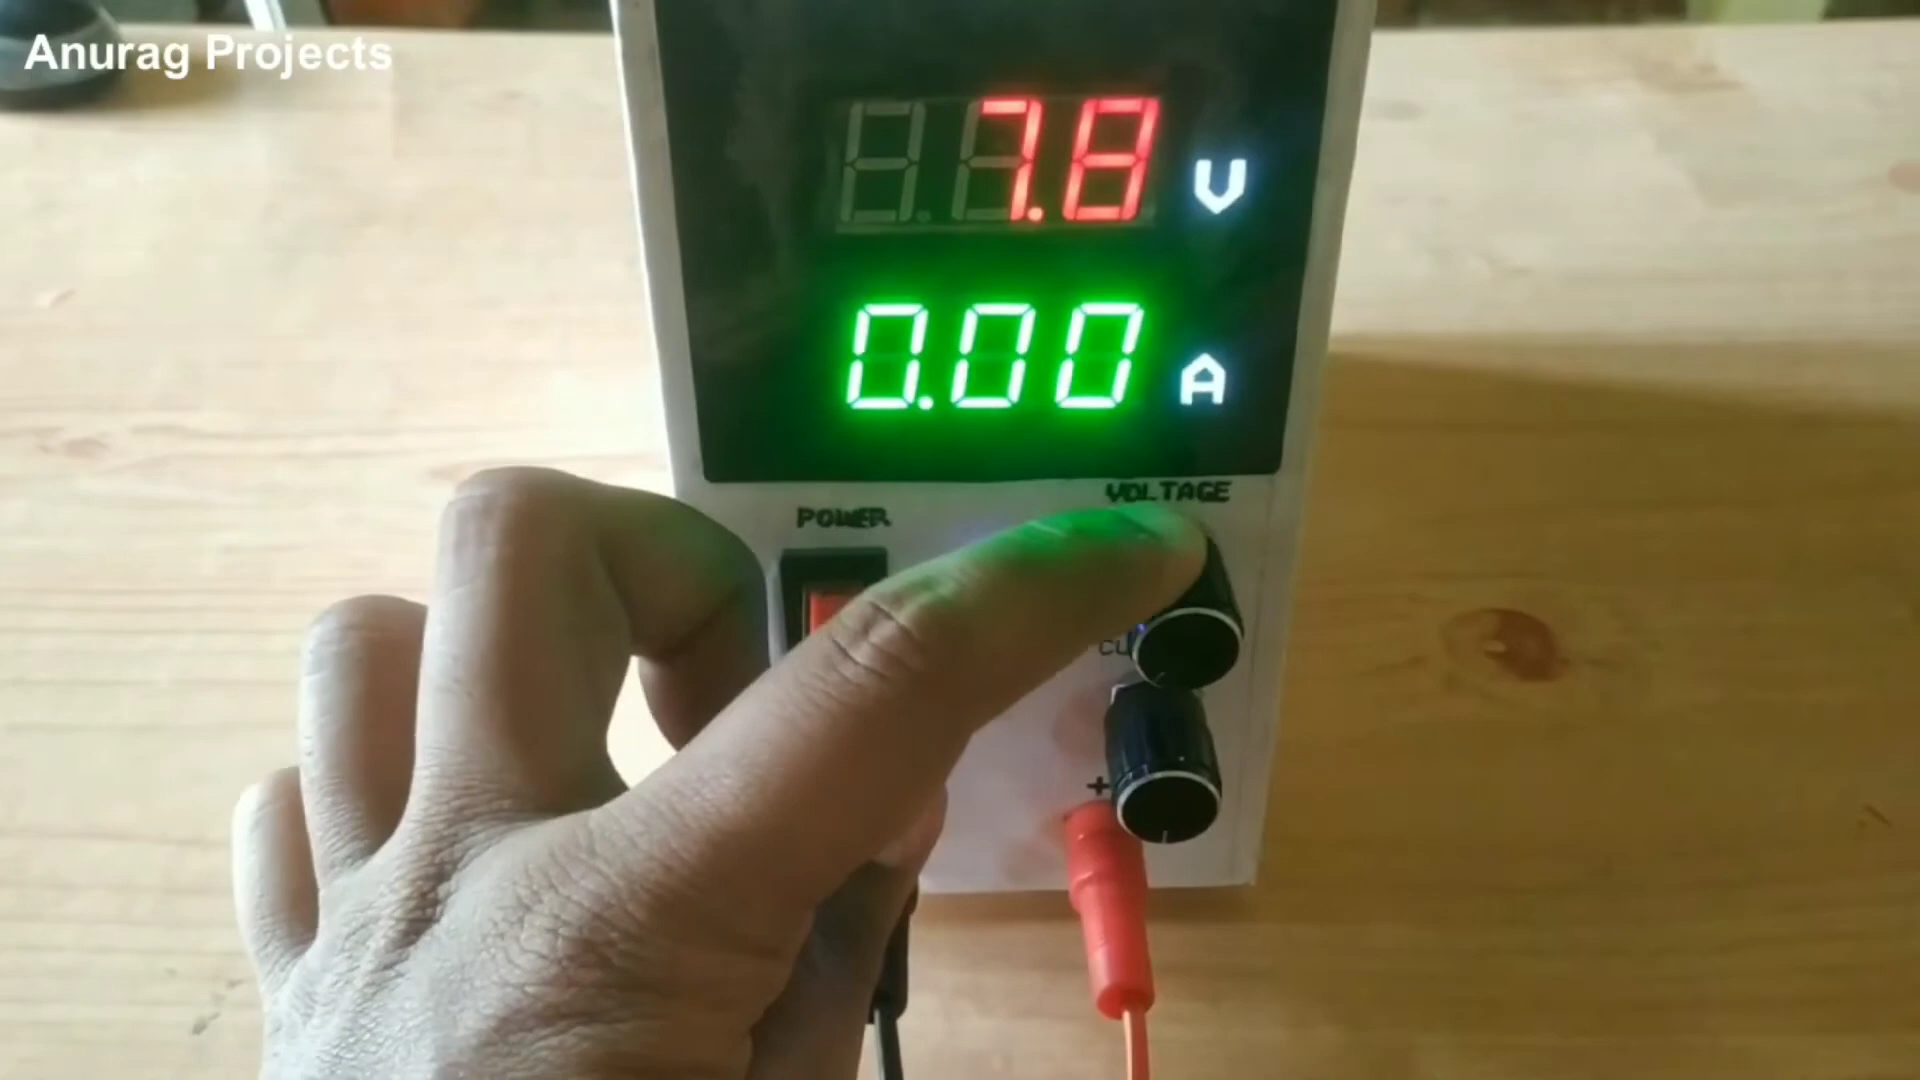 Anurag Projects
7.8 V
0.00 A
VOLTAGE
POWER
+